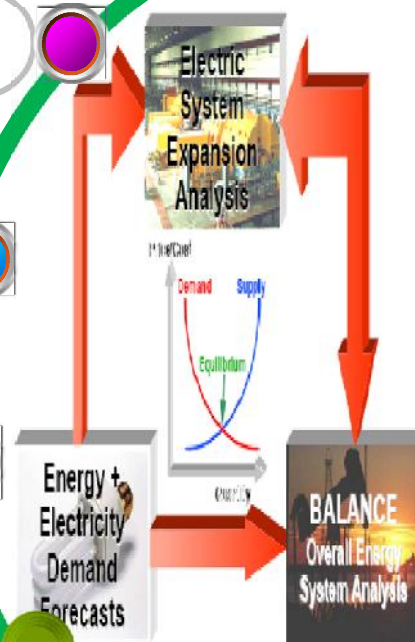 Electric
System
Expansion
Analysis
Demand Supply
Equilibrium
Energy +
Electricity
Demand
Forecasts
BALANCE
Overall Energy
System Analysis